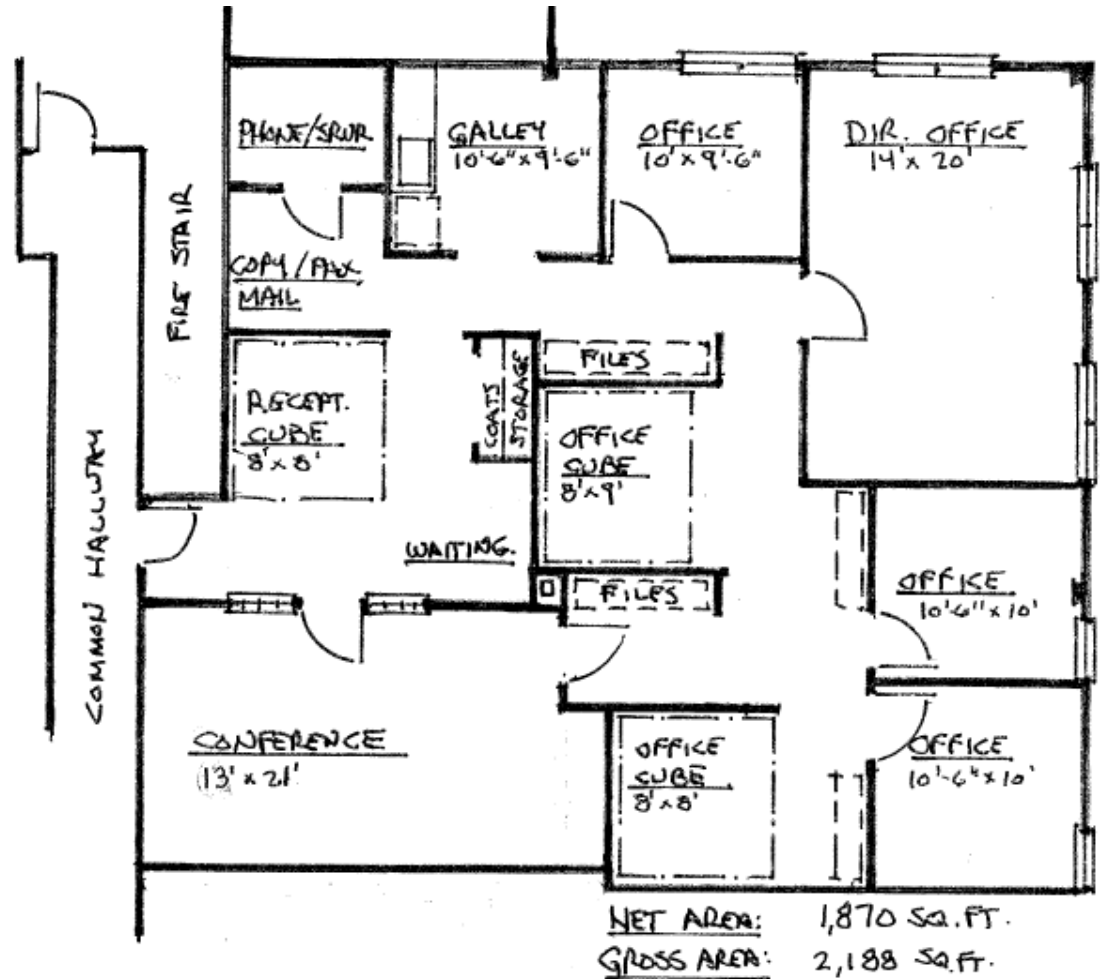 PHONE/SRVR
GALLEY
10'-6" x 9'-6"
OFFICE
10' x 9'-6"
DIR. OFFICE
14' x 20'
FIRE STAIR
COPY/FAX
MAIL
FILES
RECEPT.
CUBE
8' x 8'
COATS
STORAGE
OFFICE
CUBE
8' x 9'
COMMON HALLWAY
WAITING.
FILES
OFFICE
10'-6" x 10'
CONFERENCE
13' x 21'
OFFICE
CUBE
8' x 8'
OFFICE
10'-6" x 10'
NET AREA: 1,870 SQ.FT.
GROSS AREA: 2,188 SQ.FT.